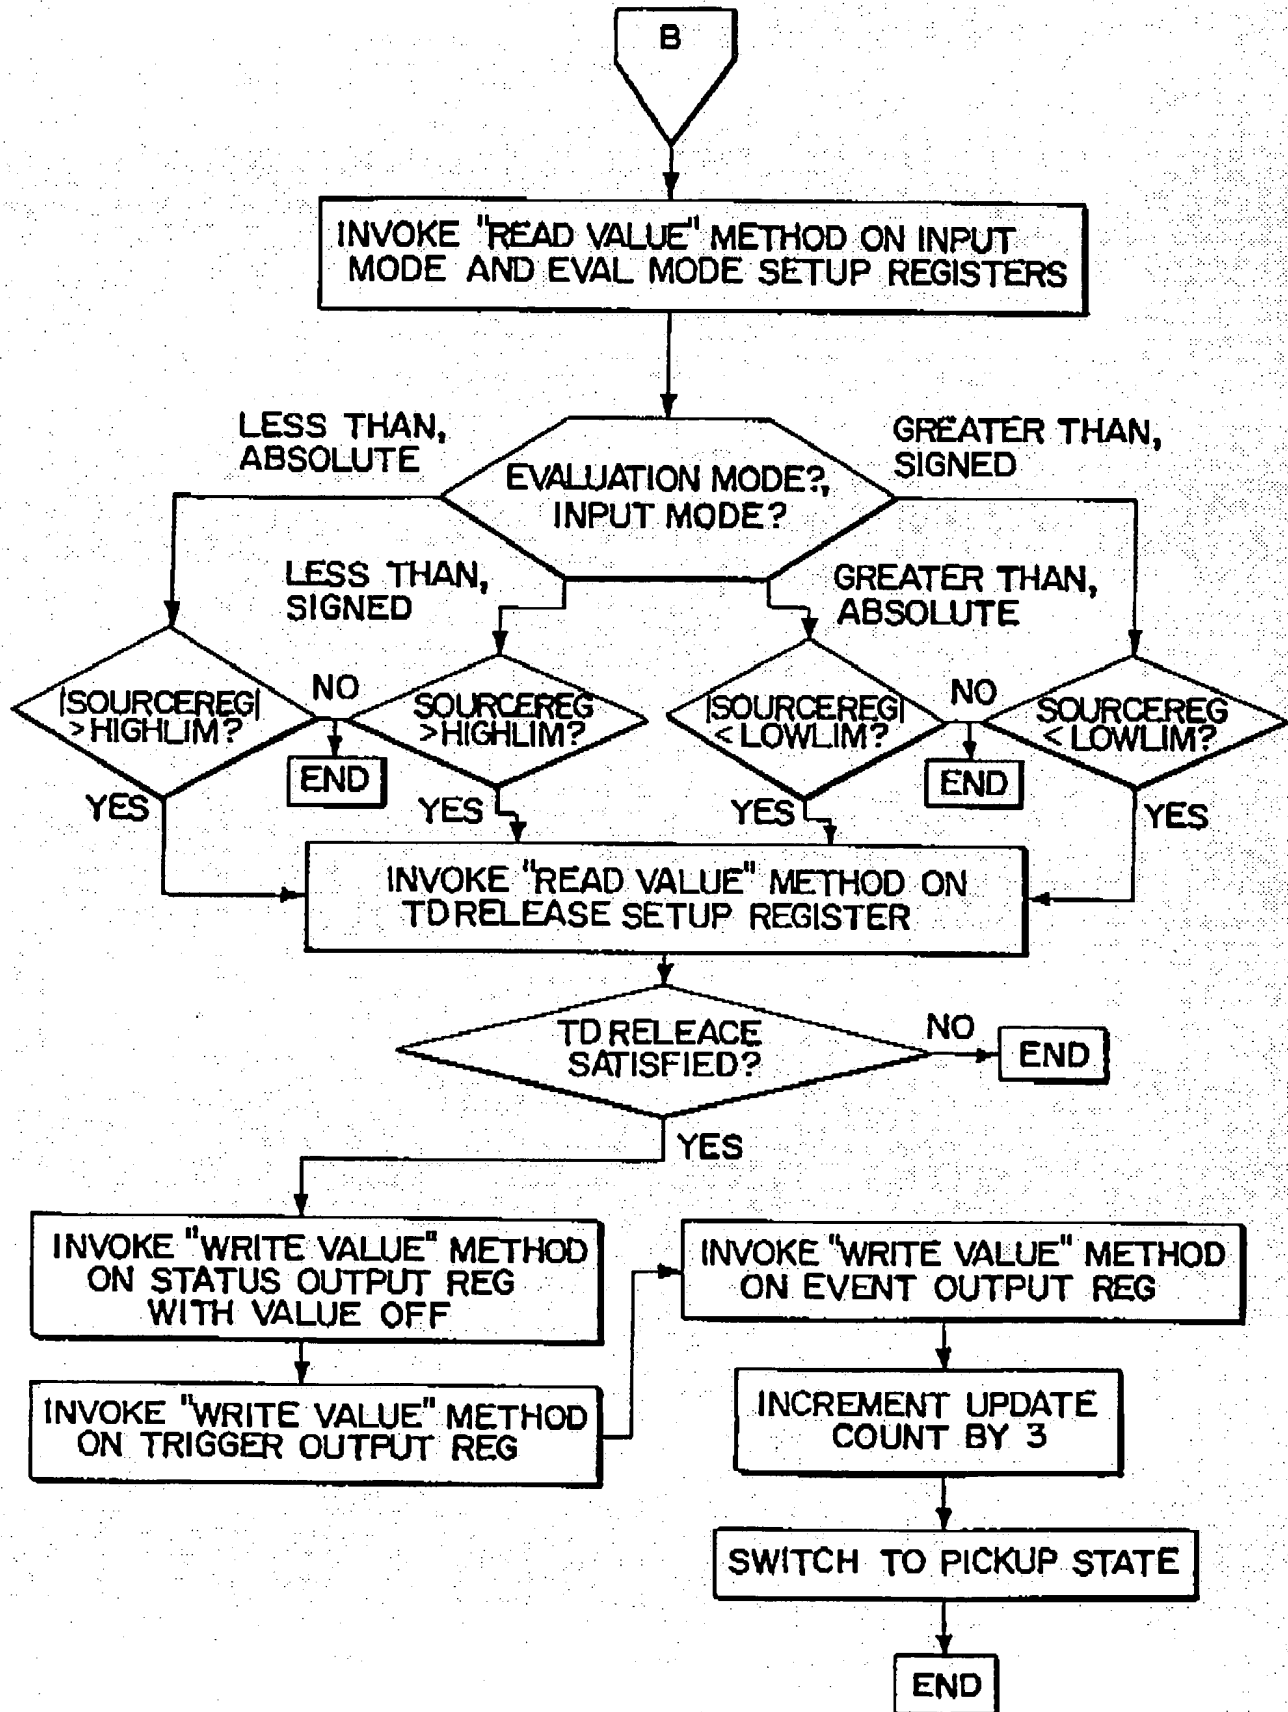 B
INVOKE "READ VALUE" METHOD ON INPUT
MODE AND EVAL MODE SETUP REGISTERS
LESS THAN,
ABSOLUTE
EVALUATION MODE?,
INPUT MODE?
GREATER THAN,
SIGNED
LESS THAN,
SIGNED
GREATER THAN,
ABSOLUTE
|SOURCEREG|
>HIGHLIM?
NO
SOURCEREG
>HIGHLIM?
|SOURCEREG|
<LOWLIM?
NO
SOURCEREG
<LOWLIM?
END
END
YES
YES
YES
YES
INVOKE "READ VALUE" METHOD ON
TD RELEASE SETUP REGISTER
TD RELEACE
SATISFIED?
NO
END
YES
INVOKE "WRITE VALUE" METHOD
ON STATUS OUTPUT REG
WITH VALUE OFF
INVOKE "WRITE VALUE" METHOD
ON TRIGGER OUTPUT REG
INVOKE "WRITE VALUE" METHOD
ON EVENT OUTPUT REG
INCREMENT UPDATE
COUNT BY 3
SWITCH TO PICKUP STATE
END